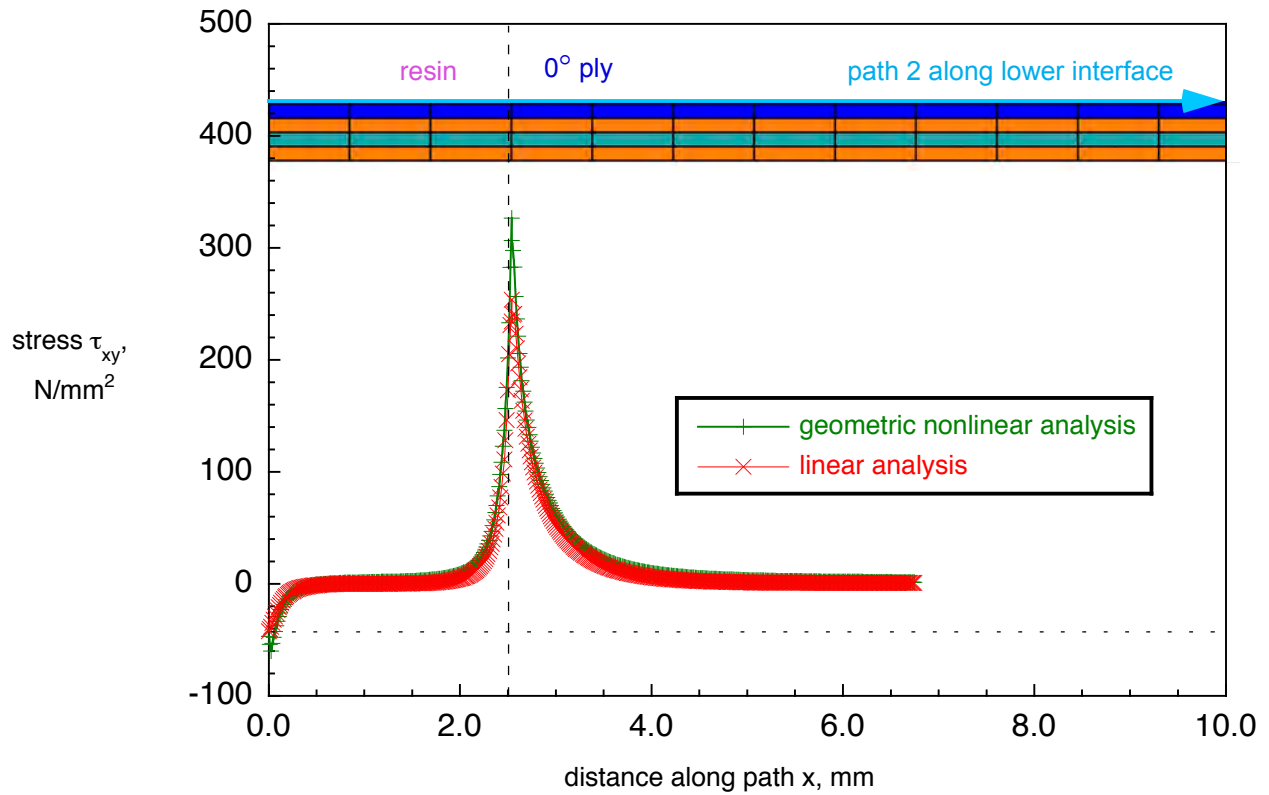 500
400
300
200
100
0
-100
stress τxy,
N/mm2
resin
0° ply
path 2 along lower interface
geometric nonlinear analysis
linear analysis
0.0 2.0 4.0 6.0 8.0 10.0
distance along path x, mm